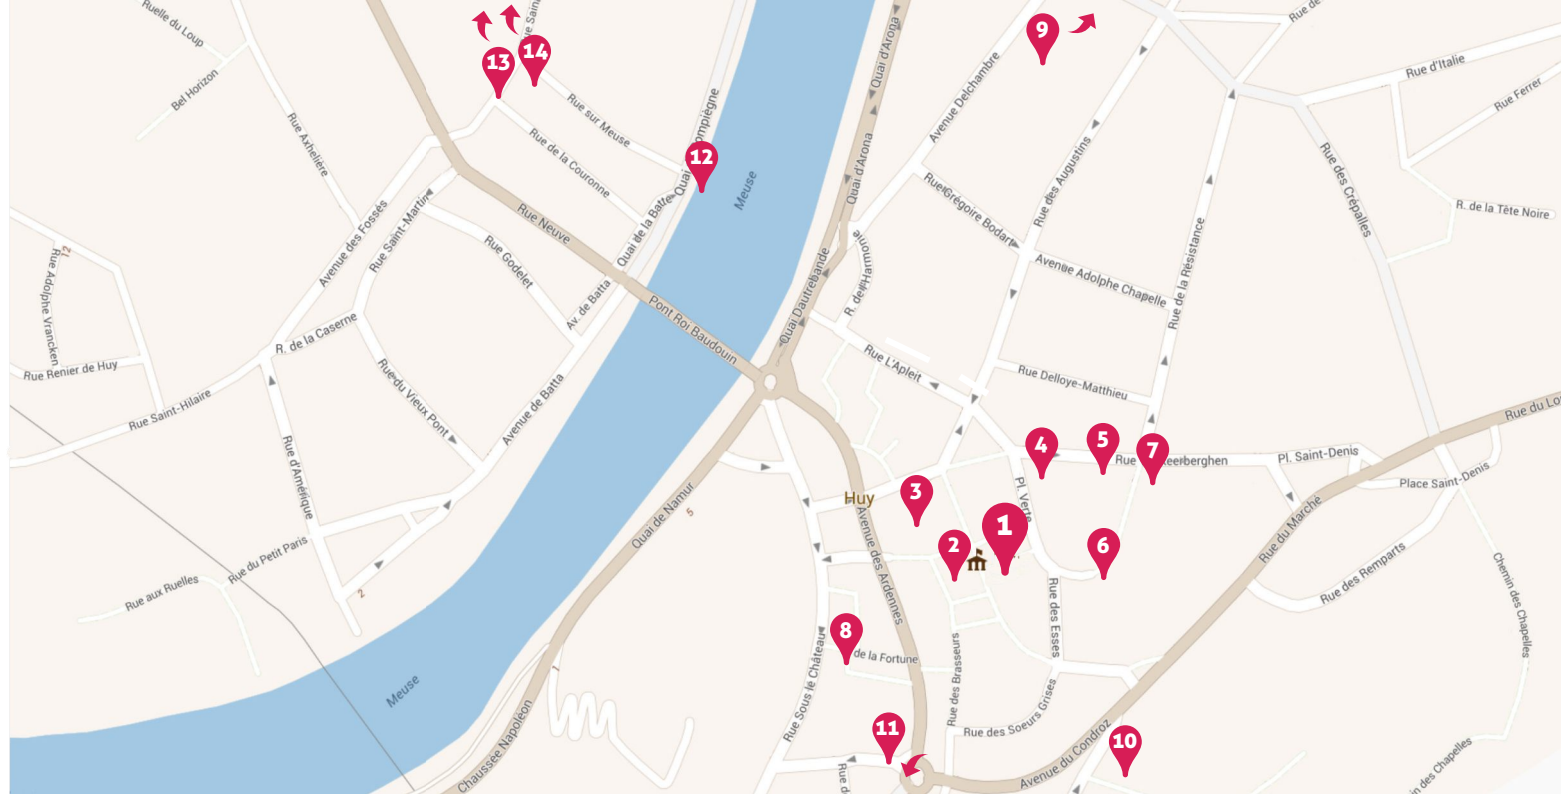 Ruelle du Loup
Bel Horizon
Rue Axhelière
13
14
Rue sur Meuse
Rue de la Couronne
12
Meuse
Quai d'Arona
Quai d'Arona
9
Avenue Delchambre
Rue des Augustins
Rue d'Italie
Rue Ferrer
Rue des Crépalles
R. de la Tête Noire
Rue Grégoire Bodart
Avenue Adolphe Chapelle
Rue de la Résistance
Rue Neuve
Avenue des Fossés
Rue Saint-Martin
Rue Godelet
Quai de la Batte
Av. de Batta
Pont Roi Baudouin
Quai Dautrebande
R. de l'Harmonie
12
Rue Adolphe Vrancken
Rue Renier de Huy
R. de la Caserne
Rue Saint-Hilaire
Rue du Vieux Pont
Avenue de Batta
Rue d'Amérique
Rue L'Apleit
Rue Delloye-Matthieu
4
5
7
Pl. Saint-Denis
Place Saint-Denis
Rue du Marché
Rue des Remparts
Chemin des Chapelles
Pl. Verte
Huy
3
1
2
6
Avenue des Ardennes
Quai de Namur
5
Rue du Petit Paris
Rue aux Ruelles
2
Meuse
1
Chaussée Napoléon
8
de la Fortune
Rue Sous le Château
Rue des Brasseurs
Rue des Esses
Rue des Soeurs Grises
11
10
Avenue du Condroz